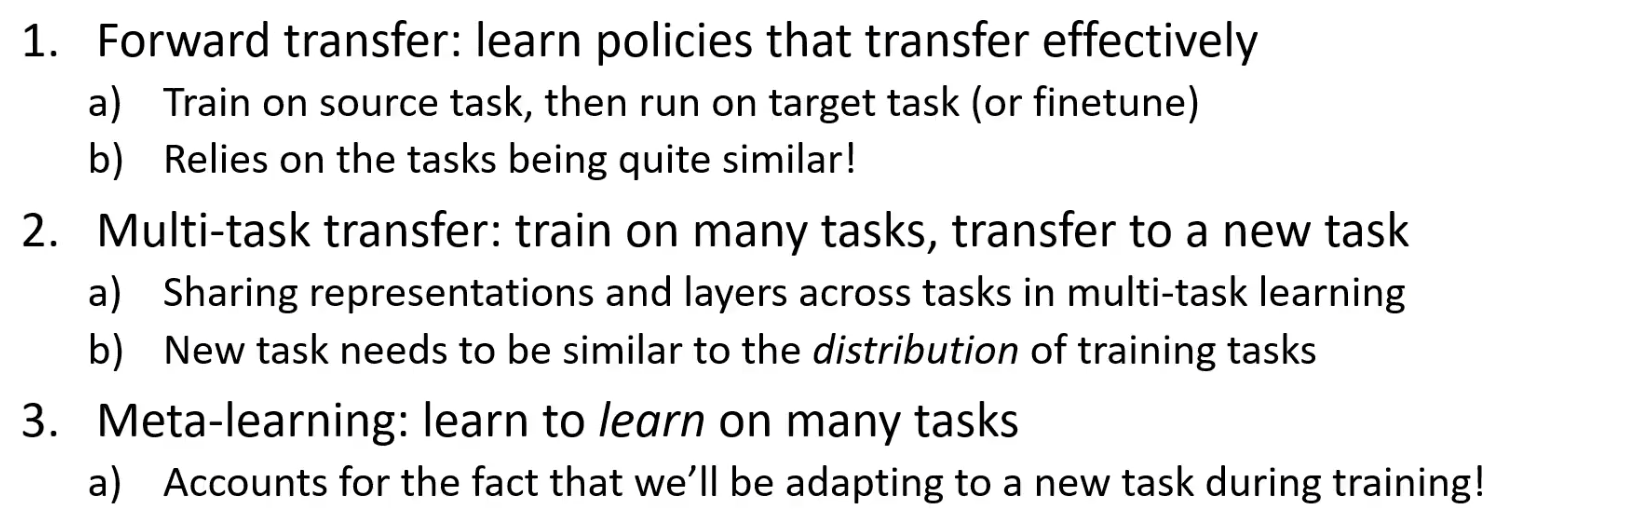 1. Forward transfer: learn policies that transfer effectively
a) Train on source task, then run on target task (or finetune)
b) Relies on the tasks being quite similar!
2. Multi-task transfer: train on many tasks, transfer to a new task
a) Sharing representations and layers across tasks in multi-task learning
b) New task needs to be similar to the distribution of training tasks
3. Meta-learning: learn to learn on many tasks
a) Accounts for the fact that we’ll be adapting to a new task during training!